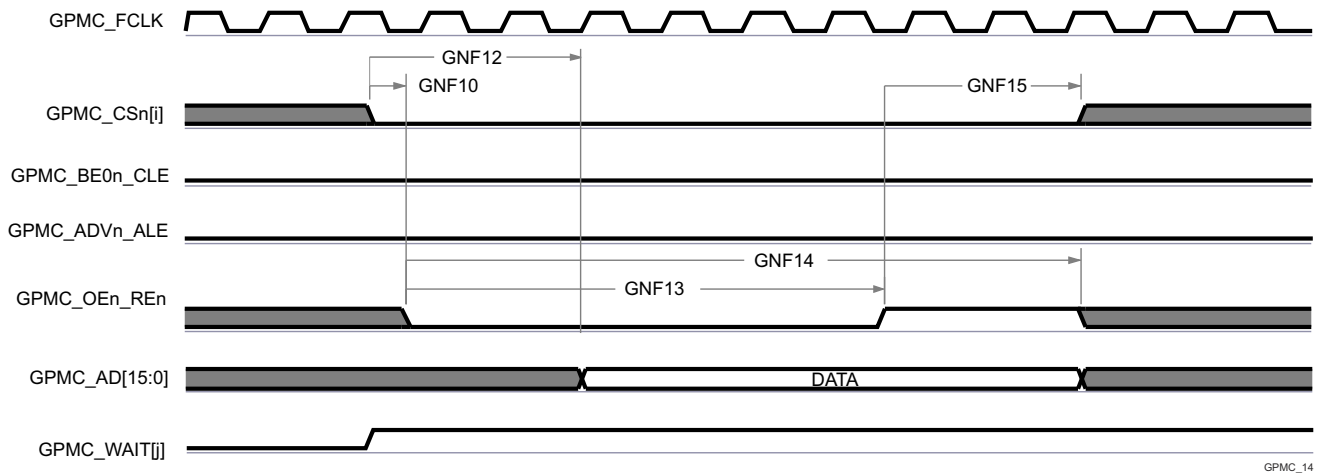 GPMC_FCLK
GNF12
GNF10
GNF15
GPMC_CSn[i]
GPMC_BE0n_CLE
GPMC_ADVn_ALE
GNF14
GNF13
GPMC_OEn_REn
GPMC_AD[15:0]
DATA
GPMC_WAIT[j]
GPMC_14